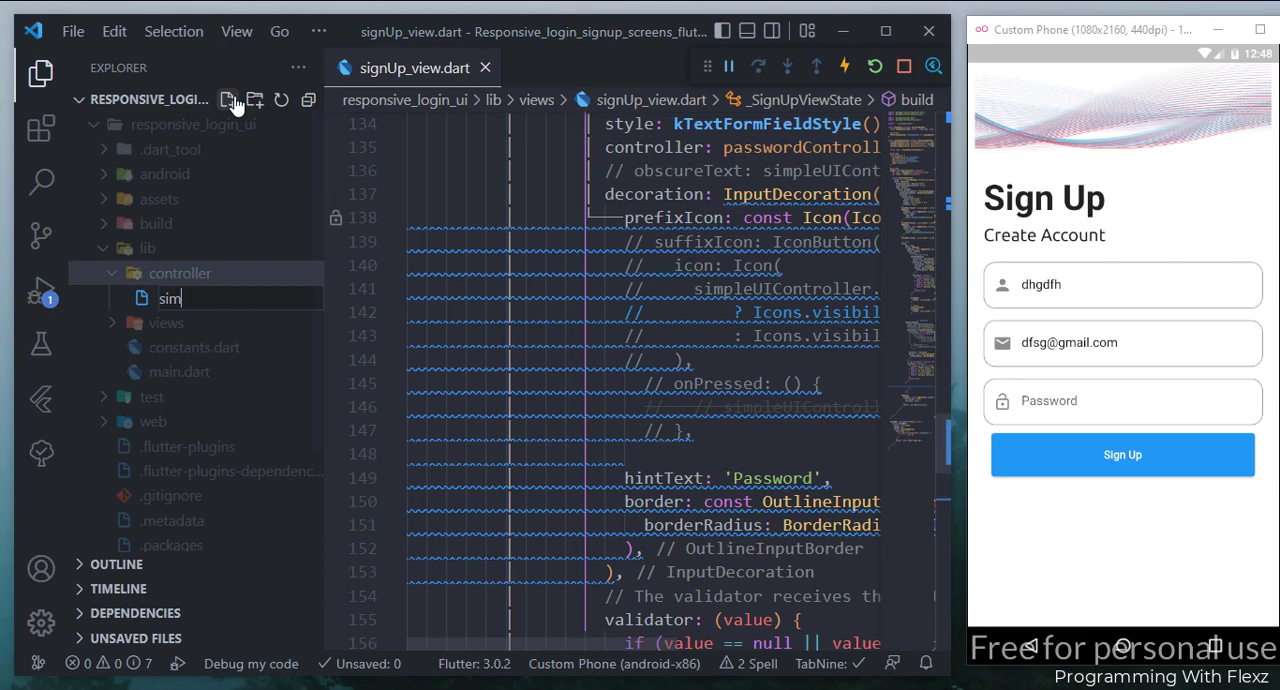 File Edit Selection View Go ··· signUp_view.dart - Responsive_login_signup_screens_flut...
Custom Phone (1080x2160, 440dpi) - 1...
12:48
EXPLORER
RESPONSIVE_LOGI...
responsive_login_ui
.dart_tool
android
assets
build
lib
controller
sim
views
constants.dart
main.dart
test
web
.flutter-plugins
.flutter-plugins-dependenc...
.gitignore
.metadata
.packages
OUTLINE
TIMELINE
DEPENDENCIES
UNSAVED FILES
1
signUp_view.dart
responsive_login_ui > lib > views > signUp_view.dart > _SignUpViewState > build
134 style: kTextFormFieldStyle()
135 controller: passwordControll
136 // obscureText: simpleUICont
137 decoration: InputDecoration(
138 prefixIcon: const Icon(Ico
139 // suffixIcon: IconButton(
140 // icon: Icon(
141 // simpleUIController.
142 // ? Icons.visibil
143 // : Icons.visibil
144 // ),
145 // onPressed: () {
146 // // simpleUIControll
147 // },
148
149 hintText: 'Password',
150 border: const OutlineInput
151 borderRadius: BorderRadi
152 ), // OutlineInputBorder
153 ), // InputDecoration
154 // The validator receives th
155 validator: (value) {
156 if (value == null || value
0 0 7 Debug my code Unsaved: 0 Flutter: 3.0.2 Custom Phone (android-x86) 2 Spell TabNine:
Sign Up
Create Account
dhgdfh
dfsg@gmail.com
Password
Sign Up
Free for personal use
Programming With Flexz